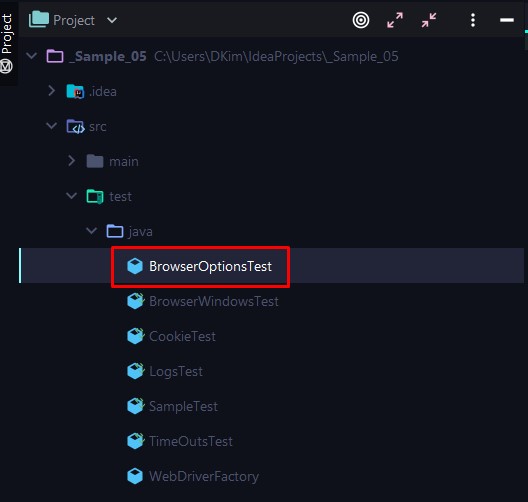 Project
Project
_Sample_05 C:\Users\DKim\IdeaProjects\_Sample_05
.idea
src
main
test
java
BrowserOptionsTest
BrowserWindowsTest
CookieTest
LogsTest
SampleTest
TimeOutsTest
WebDriverFactory